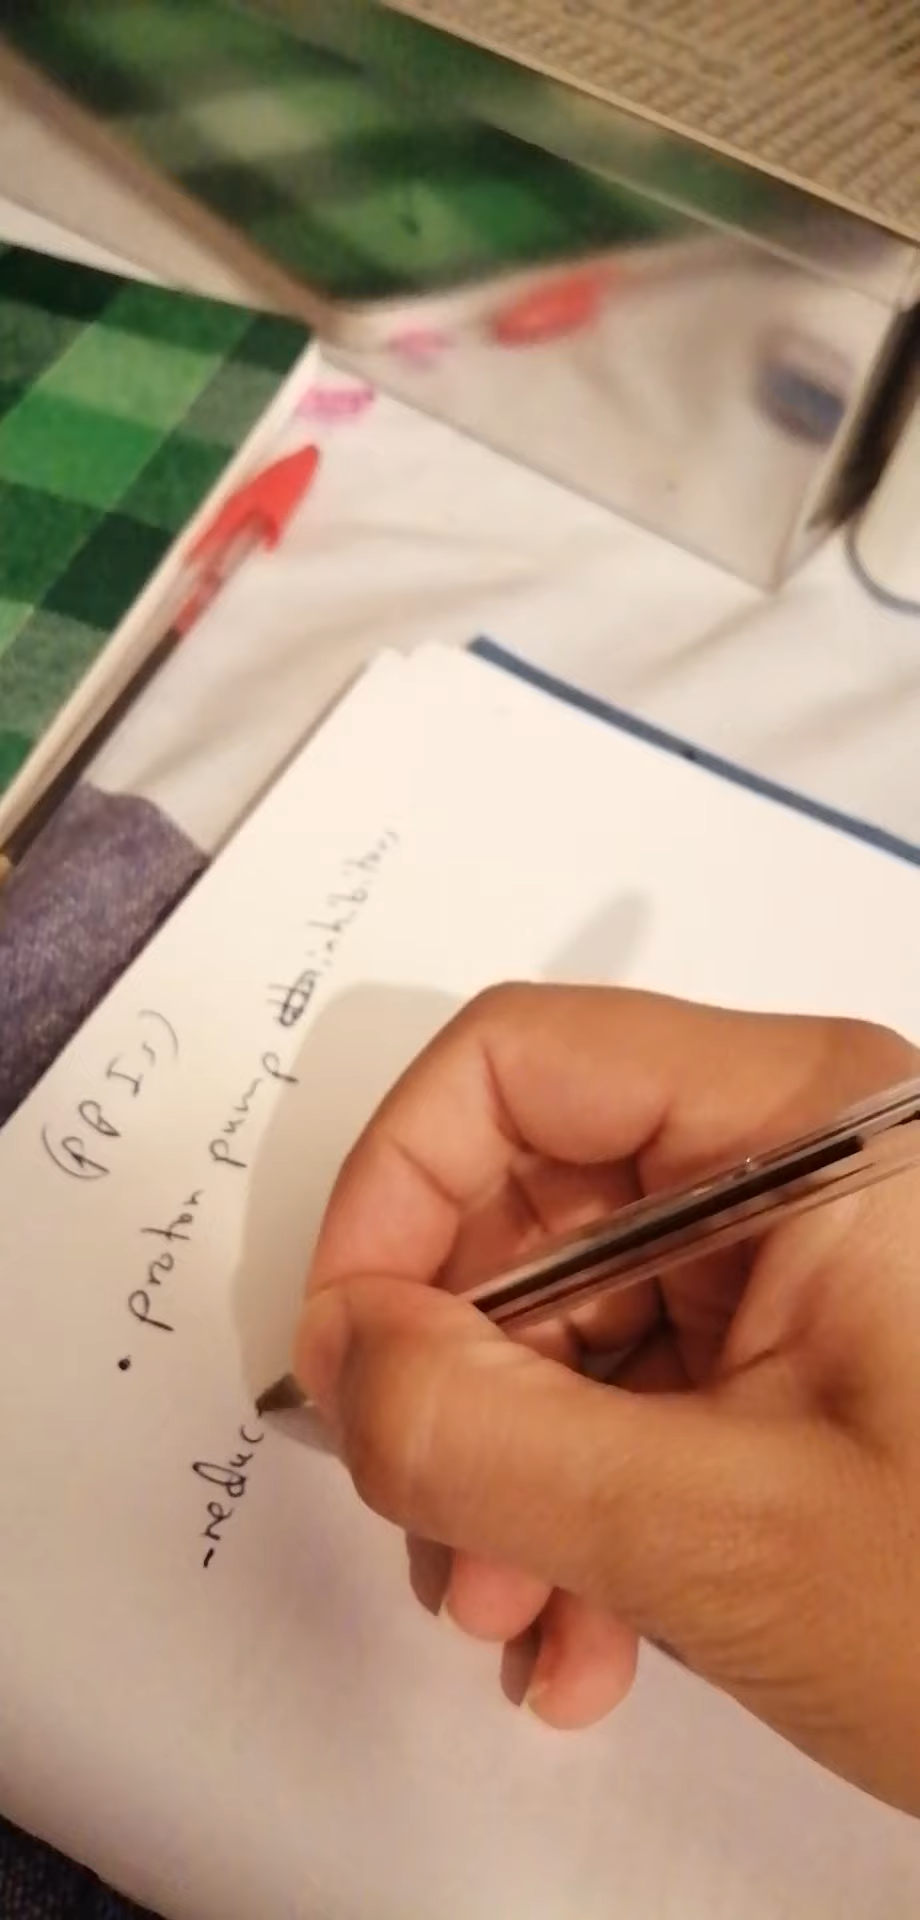 (PPIs)
• proton pump inhibitors
-reduc